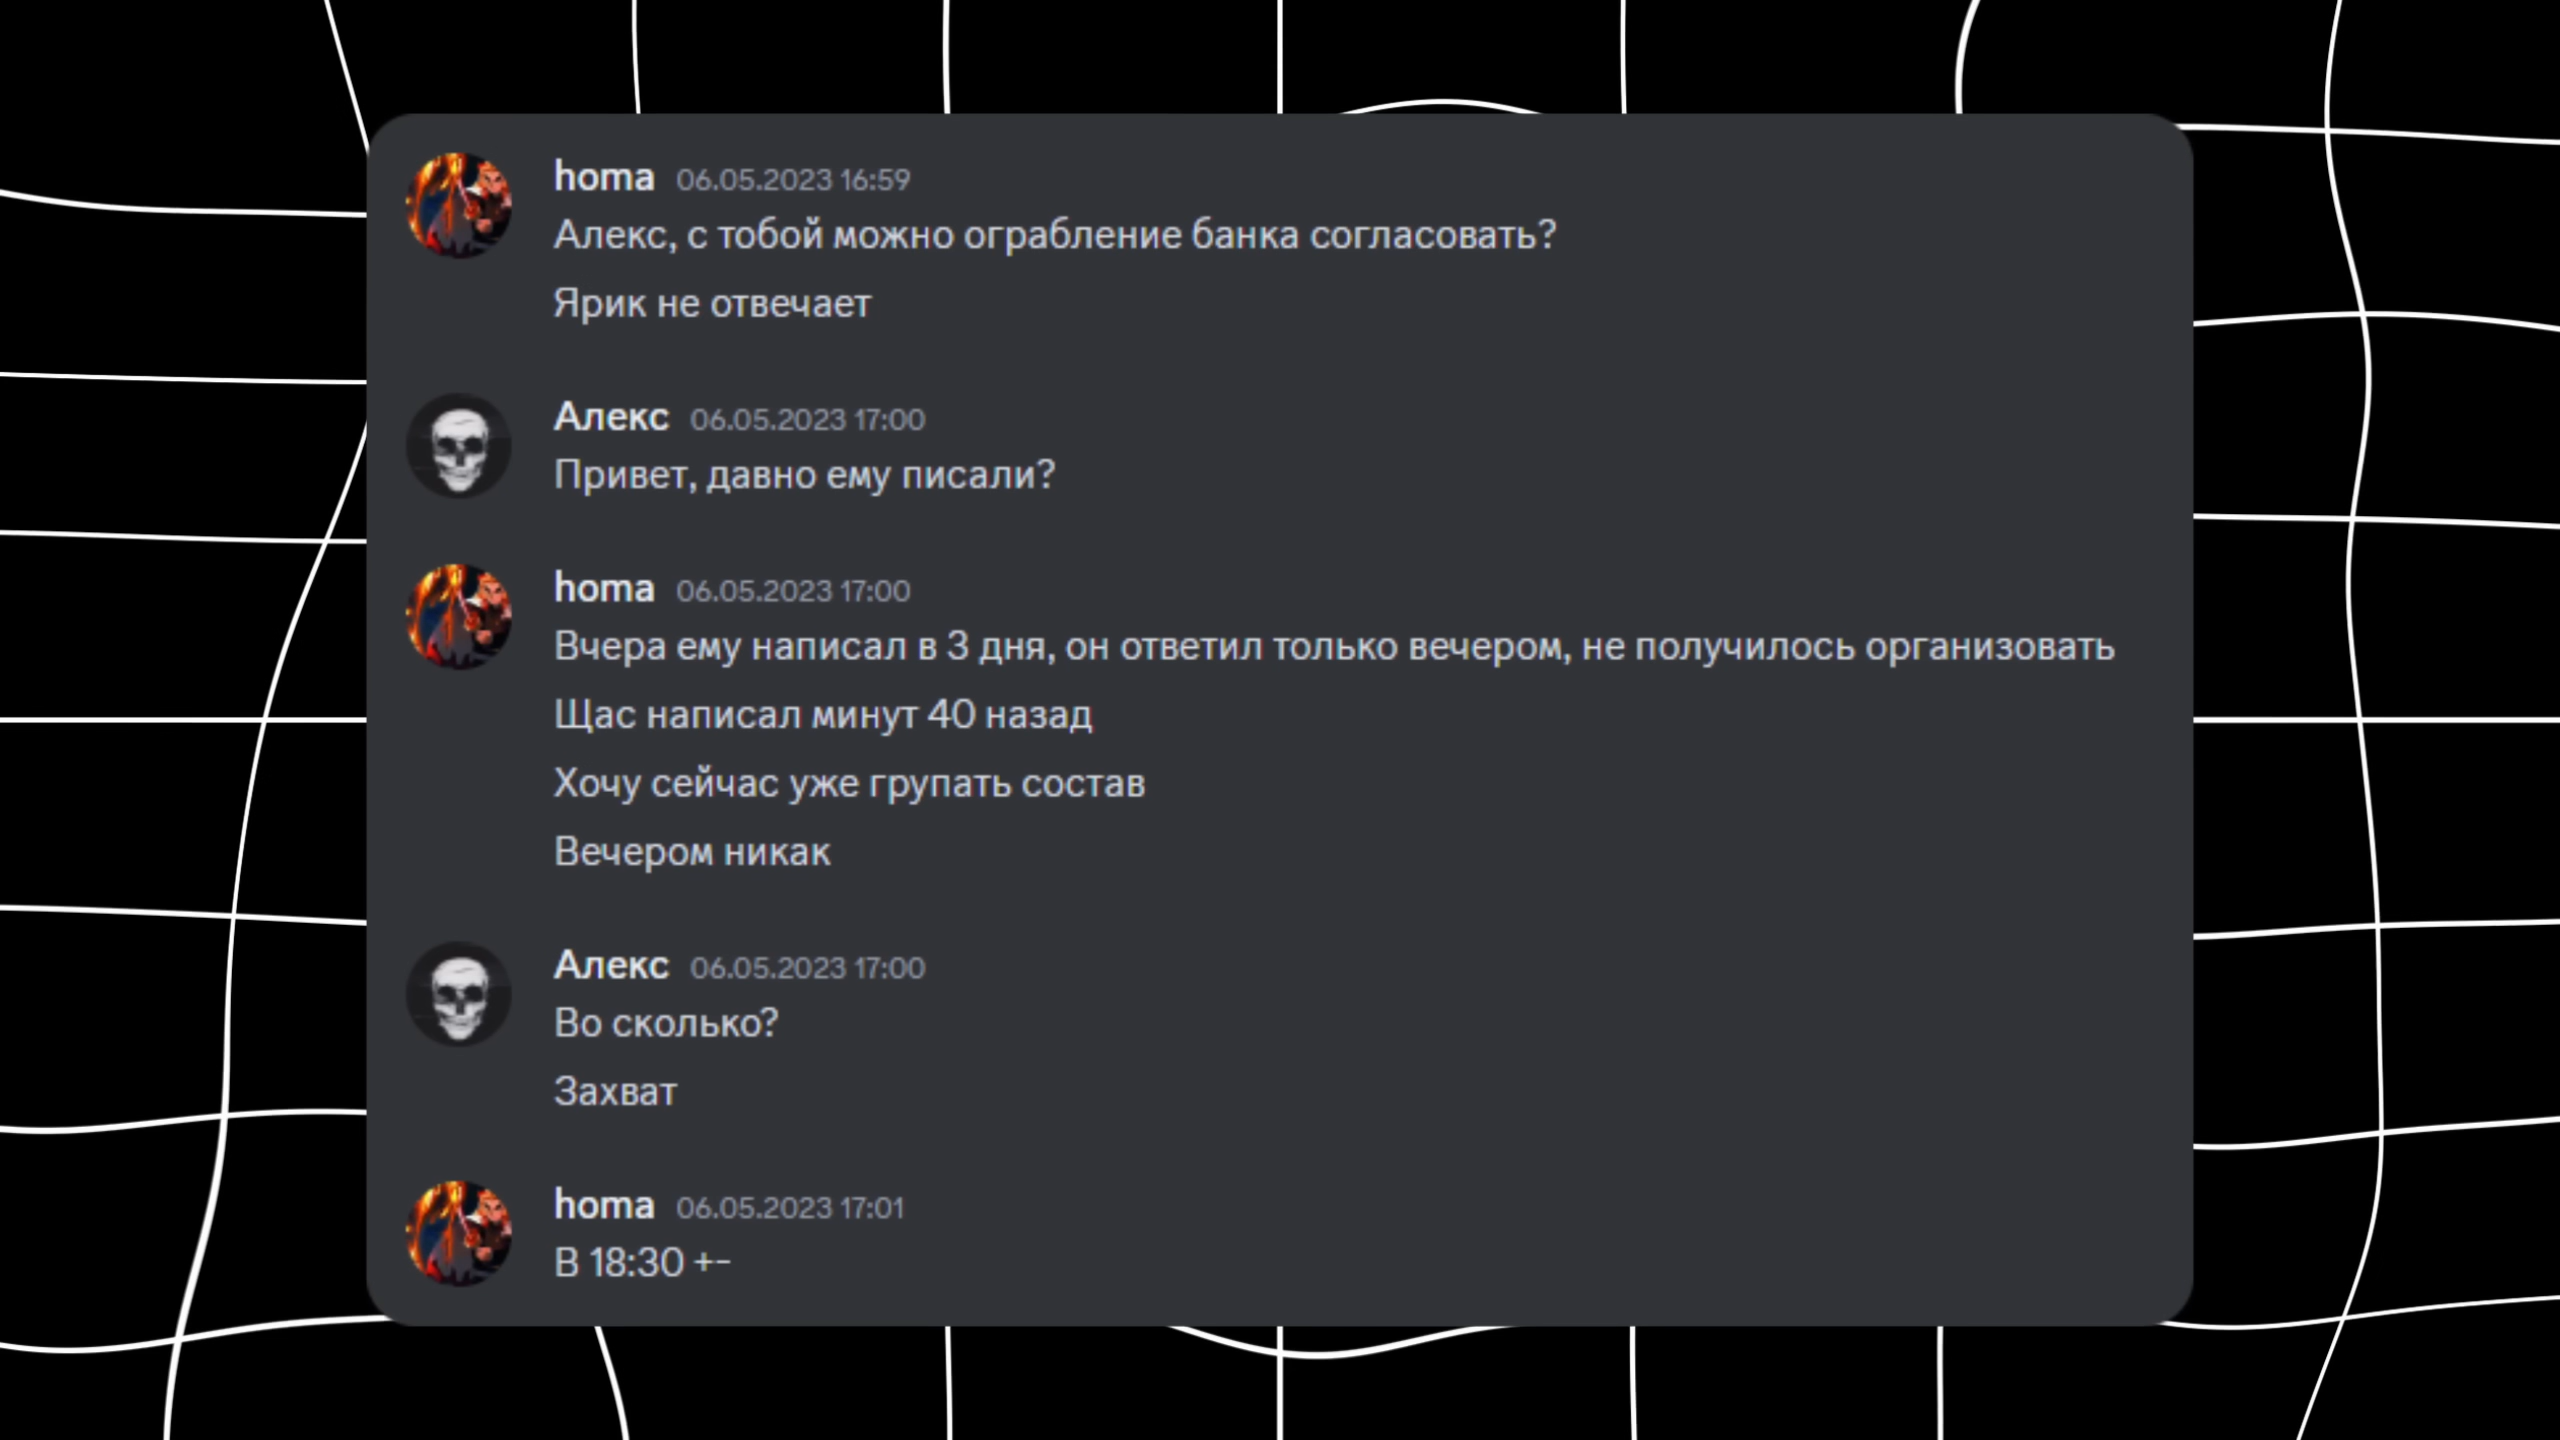 homa 06.05.2023 16:59
Алекс, с тобой можно ограбление банка согласовать?
Ярик не отвечает
Алекс 06.05.2023 17:00
Привет, давно ему писали?
homa 06.05.2023 17:00
Вчера ему написал в 3 дня, он ответил только вечером, не получилось организовать
Щас написал минут 40 назад
Хочу сейчас уже групать состав
Вечером никак
Алекс 06.05.2023 17:00
Во сколько?
Захват
homa 06.05.2023 17:01
В 18:30 +-